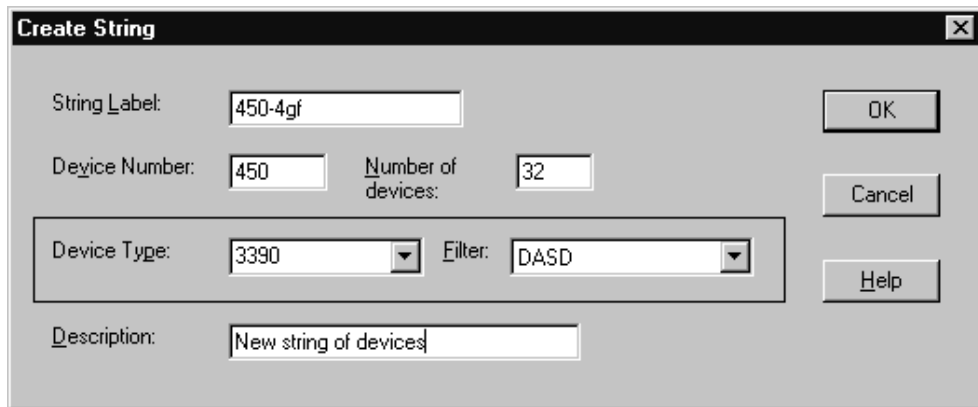 Create String
String Label: 450-4gf
OK
Device Number: 450 Number of devices: 32
Cancel
Device Type: 3390 Filter: DASD
Help
Description: New string of devices